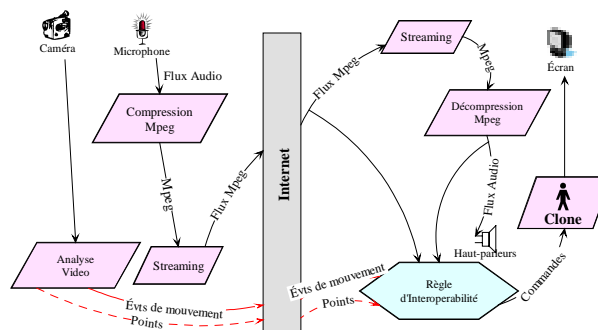 Caméra
Microphone
Flux Audio
Compression
Mpeg
Mpeg
Streaming
Flux Mpeg
Analyse
Video
Évts de mouvement
Points
Internet
Flux Mpeg
Streaming
Mpeg
Décompression
Mpeg
Flux Audio
Haut-parleurs
Écran
Clone
Commandes
Évts de mouvement
Points
Règle
d'Interoperabilité